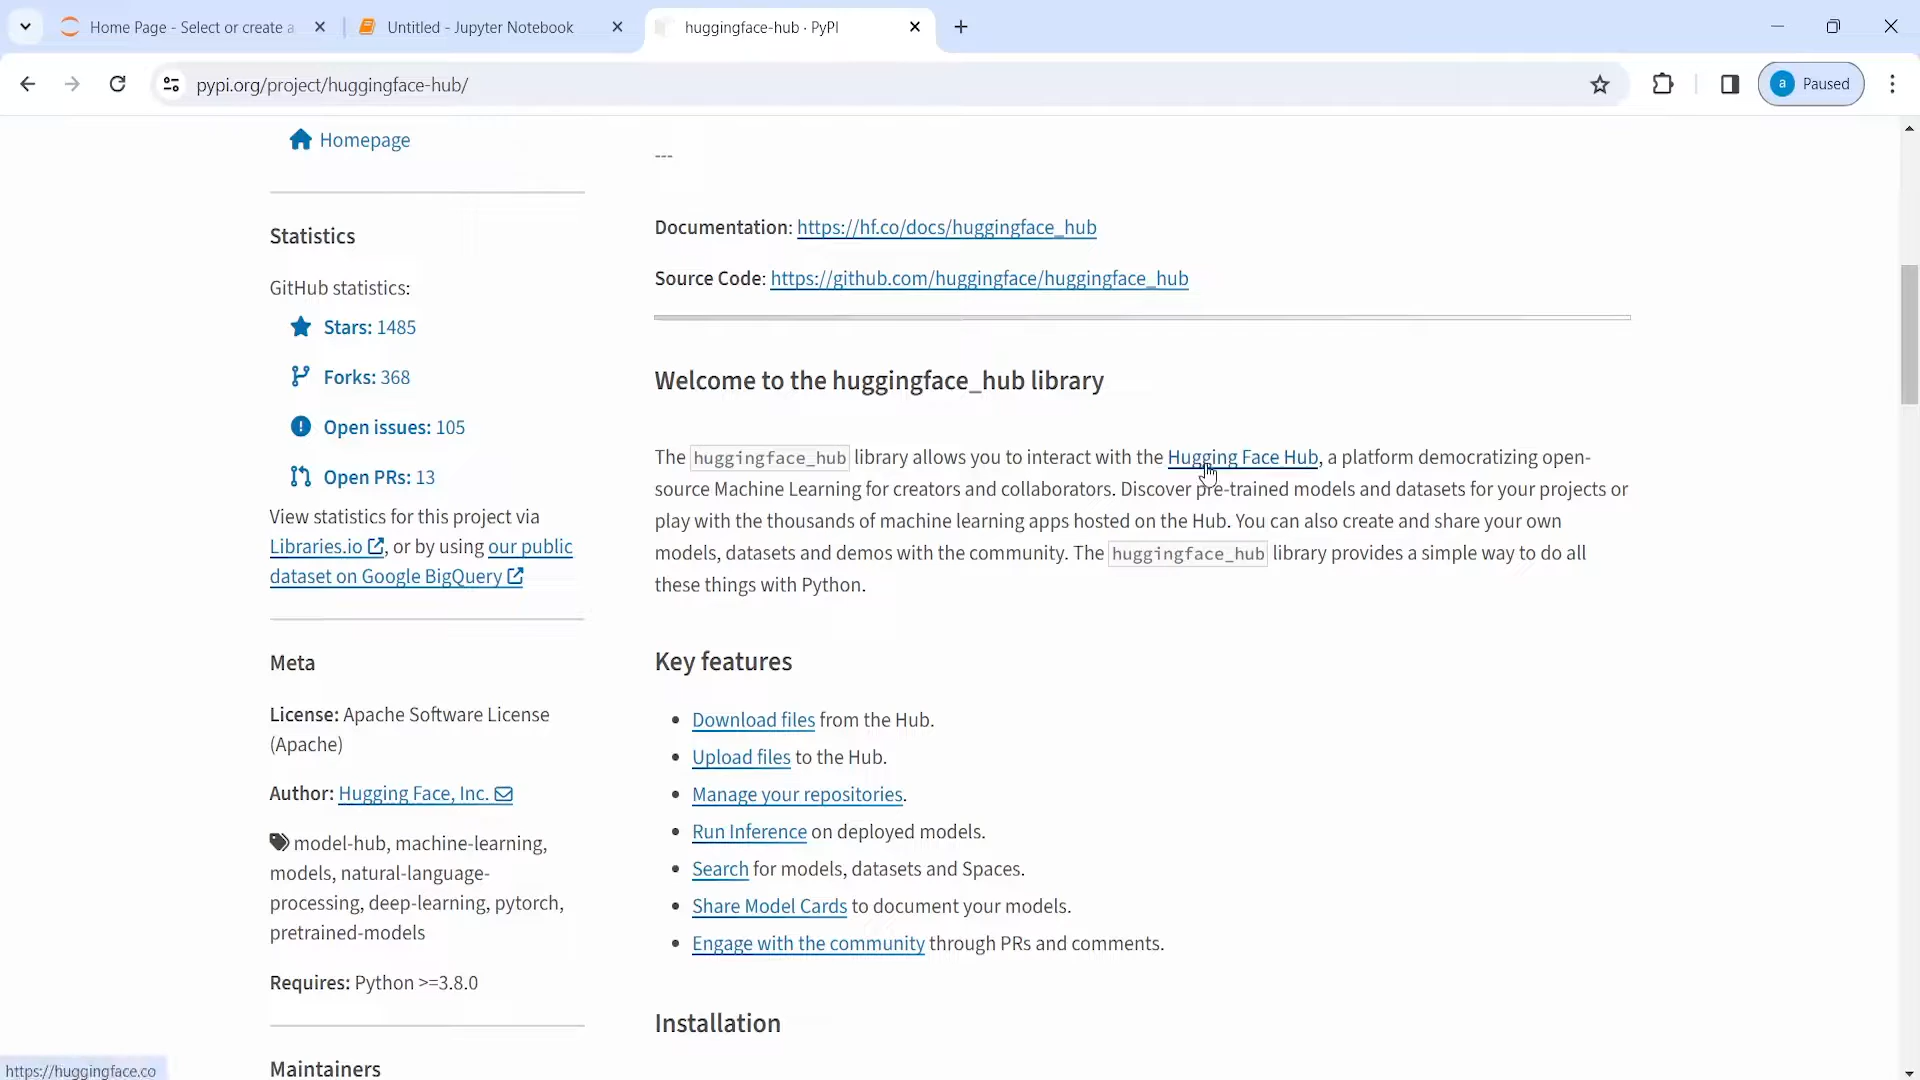 Home Page - Select or create a
Untitled - Jupyter Notebook
huggingface-hub · PyPI
pypi.org/project/huggingface-hub/
a Paused
Homepage
Statistics
GitHub statistics:
Stars: 1485
Forks: 368
Open issues: 105
Open PRs: 13
View statistics for this project via
Libraries.io, or by using our public
dataset on Google BigQuery
Meta
License: Apache Software License
(Apache)
Author: Hugging Face, Inc.
model-hub, machine-learning,
models, natural-language-
processing, deep-learning, pytorch,
pretrained-models
Requires: Python >=3.8.0
Maintainers
---
Documentation: https://hf.co/docs/huggingface_hub
Source Code: https://github.com/huggingface/huggingface_hub
Welcome to the huggingface_hub library
The huggingface_hub library allows you to interact with the Hugging Face Hub, a platform democratizing open-
source Machine Learning for creators and collaborators. Discover pre-trained models and datasets for your projects or
play with the thousands of machine learning apps hosted on the Hub. You can also create and share your own
models, datasets and demos with the community. The huggingface_hub library provides a simple way to do all
these things with Python.
Key features
• Download files from the Hub.
• Upload files to the Hub.
• Manage your repositories.
• Run Inference on deployed models.
• Search for models, datasets and Spaces.
• Share Model Cards to document your models.
• Engage with the community through PRs and comments.
Installation
https://huggingface.co